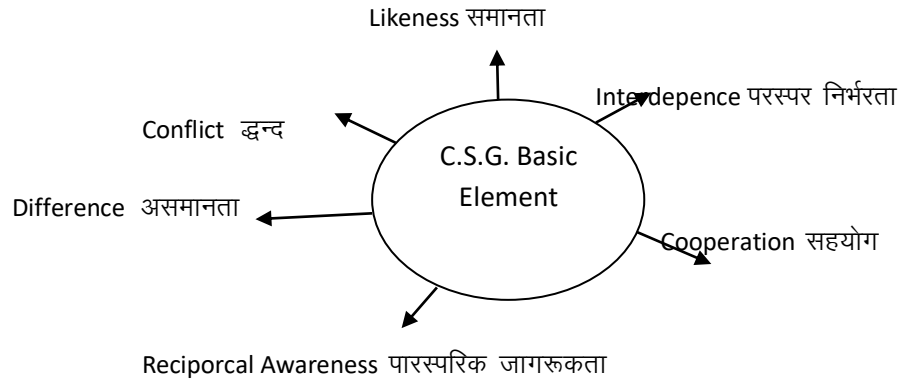 Likeness समानता
Interdepence परस्पर निर्भरता
Conflict द्धन्द
C.S.G. Basic
Element
Difference असमानता
Cooperation सहयोग
Reciporcal Awareness पारस्परिक जागरूकता